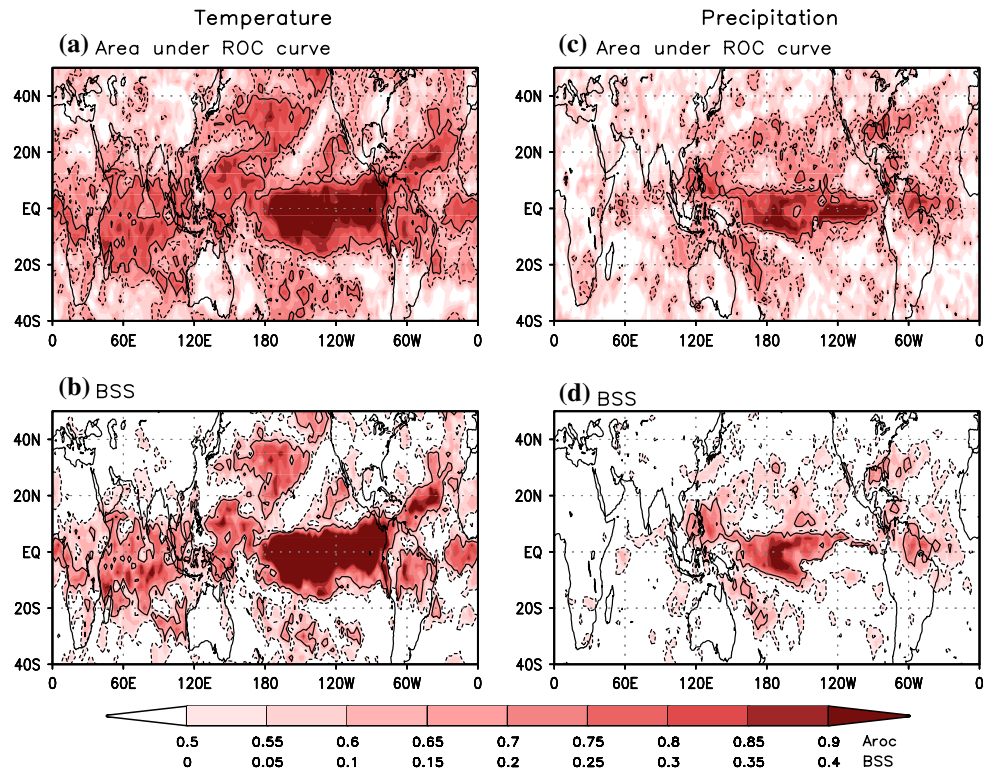 Temperature
Precipitation
(a) Area under ROC curve
(c) Area under ROC curve
40N
20N
EQ
20S
40S
0 60E 120E 180 120W 60W 0
40N
20N
EQ
20S
40S
0 60E 120E 180 120W 60W 0
(b) BSS
(d) BSS
40N
20N
EQ
20S
40S
0 60E 120E 180 120W 60W 0
40N
20N
EQ
20S
40S
0 60E 120E 180 120W 60W 0
0.5 0.55 0.6 0.65 0.7 0.75 0.8 0.85 0.9 Aroc
0 0.05 0.1 0.15 0.2 0.25 0.3 0.35 0.4 BSS